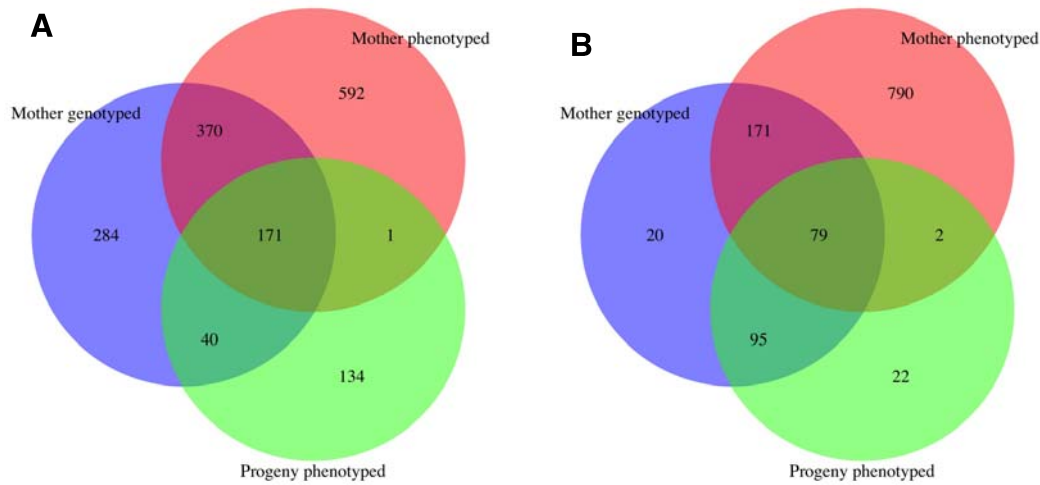 A
Mother phenotyped
592
Mother genotyped
370
284
171
1
40
134
Progeny phenotyped
B
Mother phenotyped
790
Mother genotyped
171
20
79
2
95
22
Progeny phenotyped